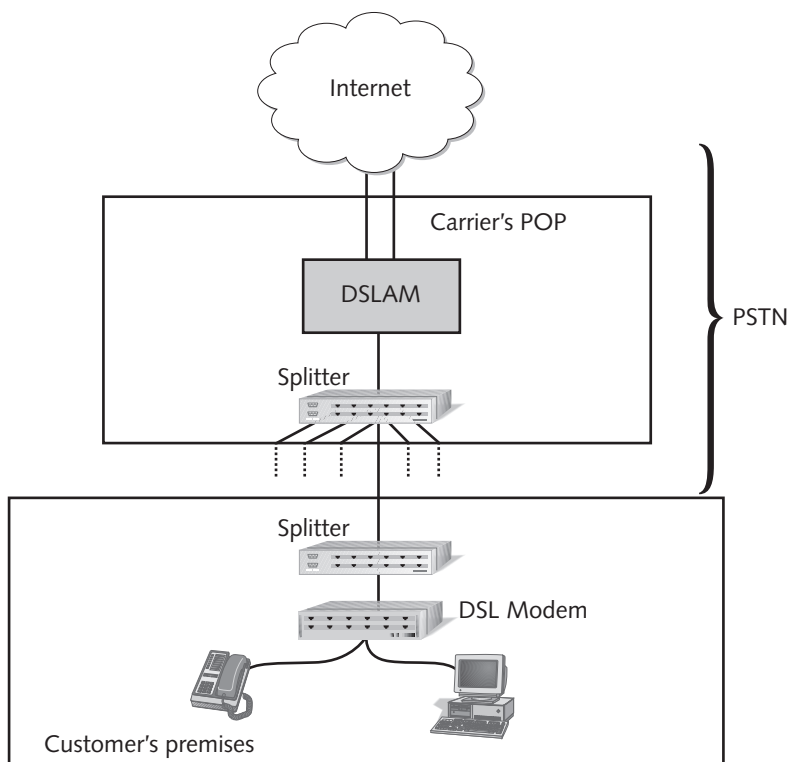 Internet
Carrier's POP
DSLAM
PSTN
Splitter
Splitter
DSL Modem
Customer's premises